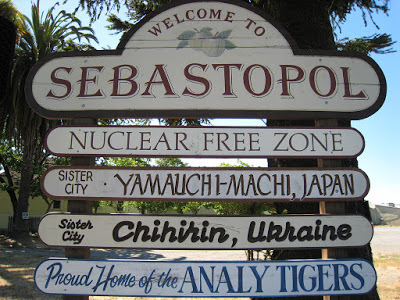 WELCOME TO
SEBASTOPOL
NUCLEAR FREE ZONE
SISTER CITY YAMAUCHI-MACHI, JAPAN
Sister City Chihirin, Ukraine
Proud Home of the ANALY TIGERS